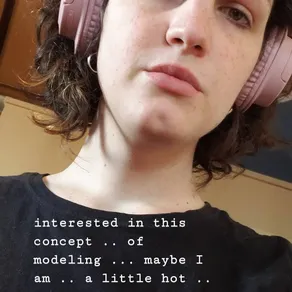 interested in this
concept .. of
modeling ... maybe I
am .. a little hot ..